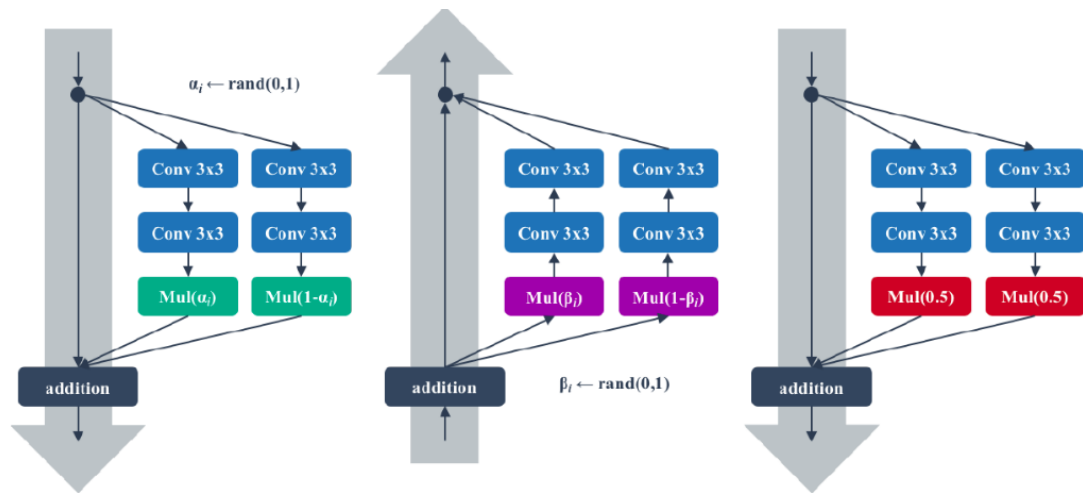 αᵢ ← rand(0,1)
Conv 3x3 Conv 3x3
Conv 3x3 Conv 3x3
Mul(αᵢ) Mul(1-αᵢ)
addition
Conv 3x3 Conv 3x3
Conv 3x3 Conv 3x3
Mul(βᵢ) Mul(1-βᵢ)
addition
βᵢ ← rand(0,1)
Conv 3x3 Conv 3x3
Conv 3x3 Conv 3x3
Mul(0.5) Mul(0.5)
addition